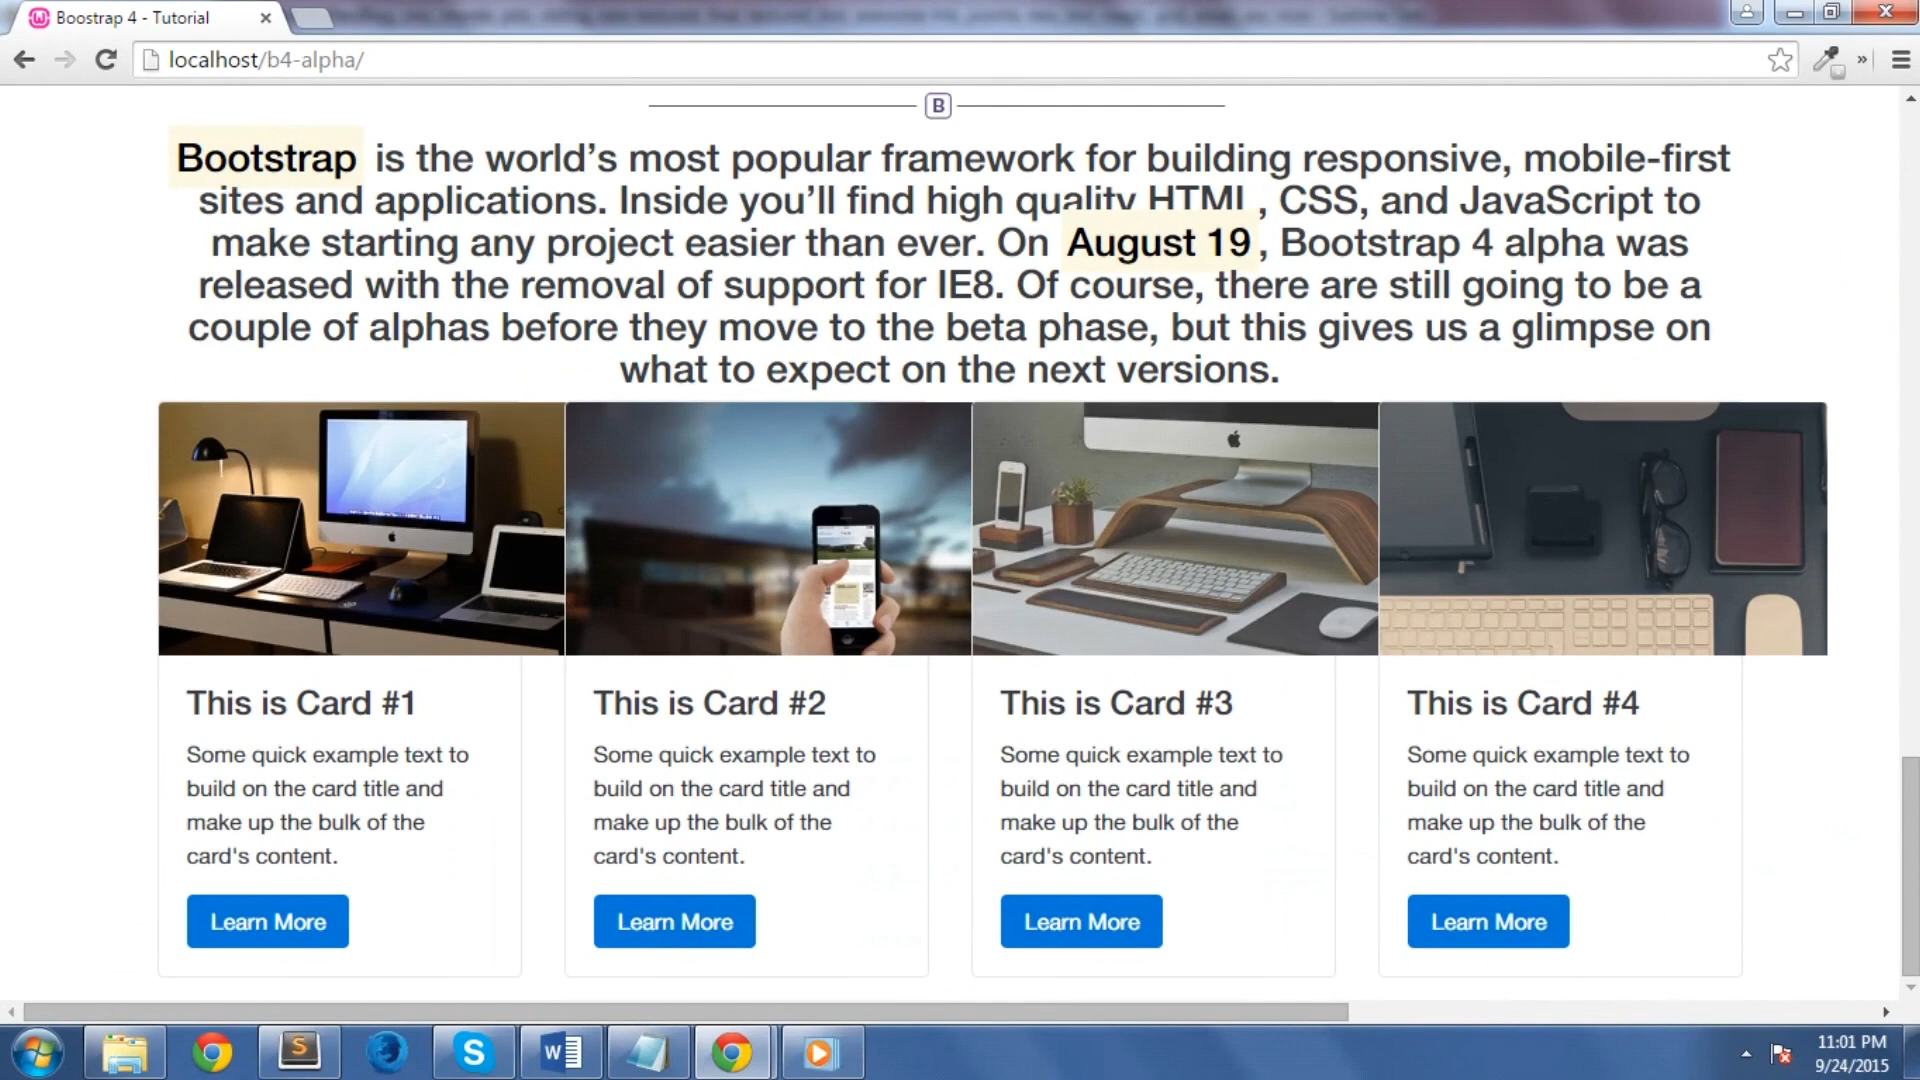 Boostrap 4 - Tutorial
localhost/b4-alpha/
B
Bootstrap is the world’s most popular framework for building responsive, mobile-first
sites and applications. Inside you’ll find high quality HTML, CSS, and JavaScript to
make starting any project easier than ever. On August 19, Bootstrap 4 alpha was
released with the removal of support for IE8. Of course, there are still going to be a
couple of alphas before they move to the beta phase, but this gives us a glimpse on
what to expect on the next versions.
This is Card #1
Some quick example text to
build on the card title and
make up the bulk of the
card's content.
Learn More
This is Card #2
Some quick example text to
build on the card title and
make up the bulk of the
card's content.
Learn More
This is Card #3
Some quick example text to
build on the card title and
make up the bulk of the
card's content.
Learn More
This is Card #4
Some quick example text to
build on the card title and
make up the bulk of the
card's content.
Learn More
S
S
W
11:01 PM
9/24/2015